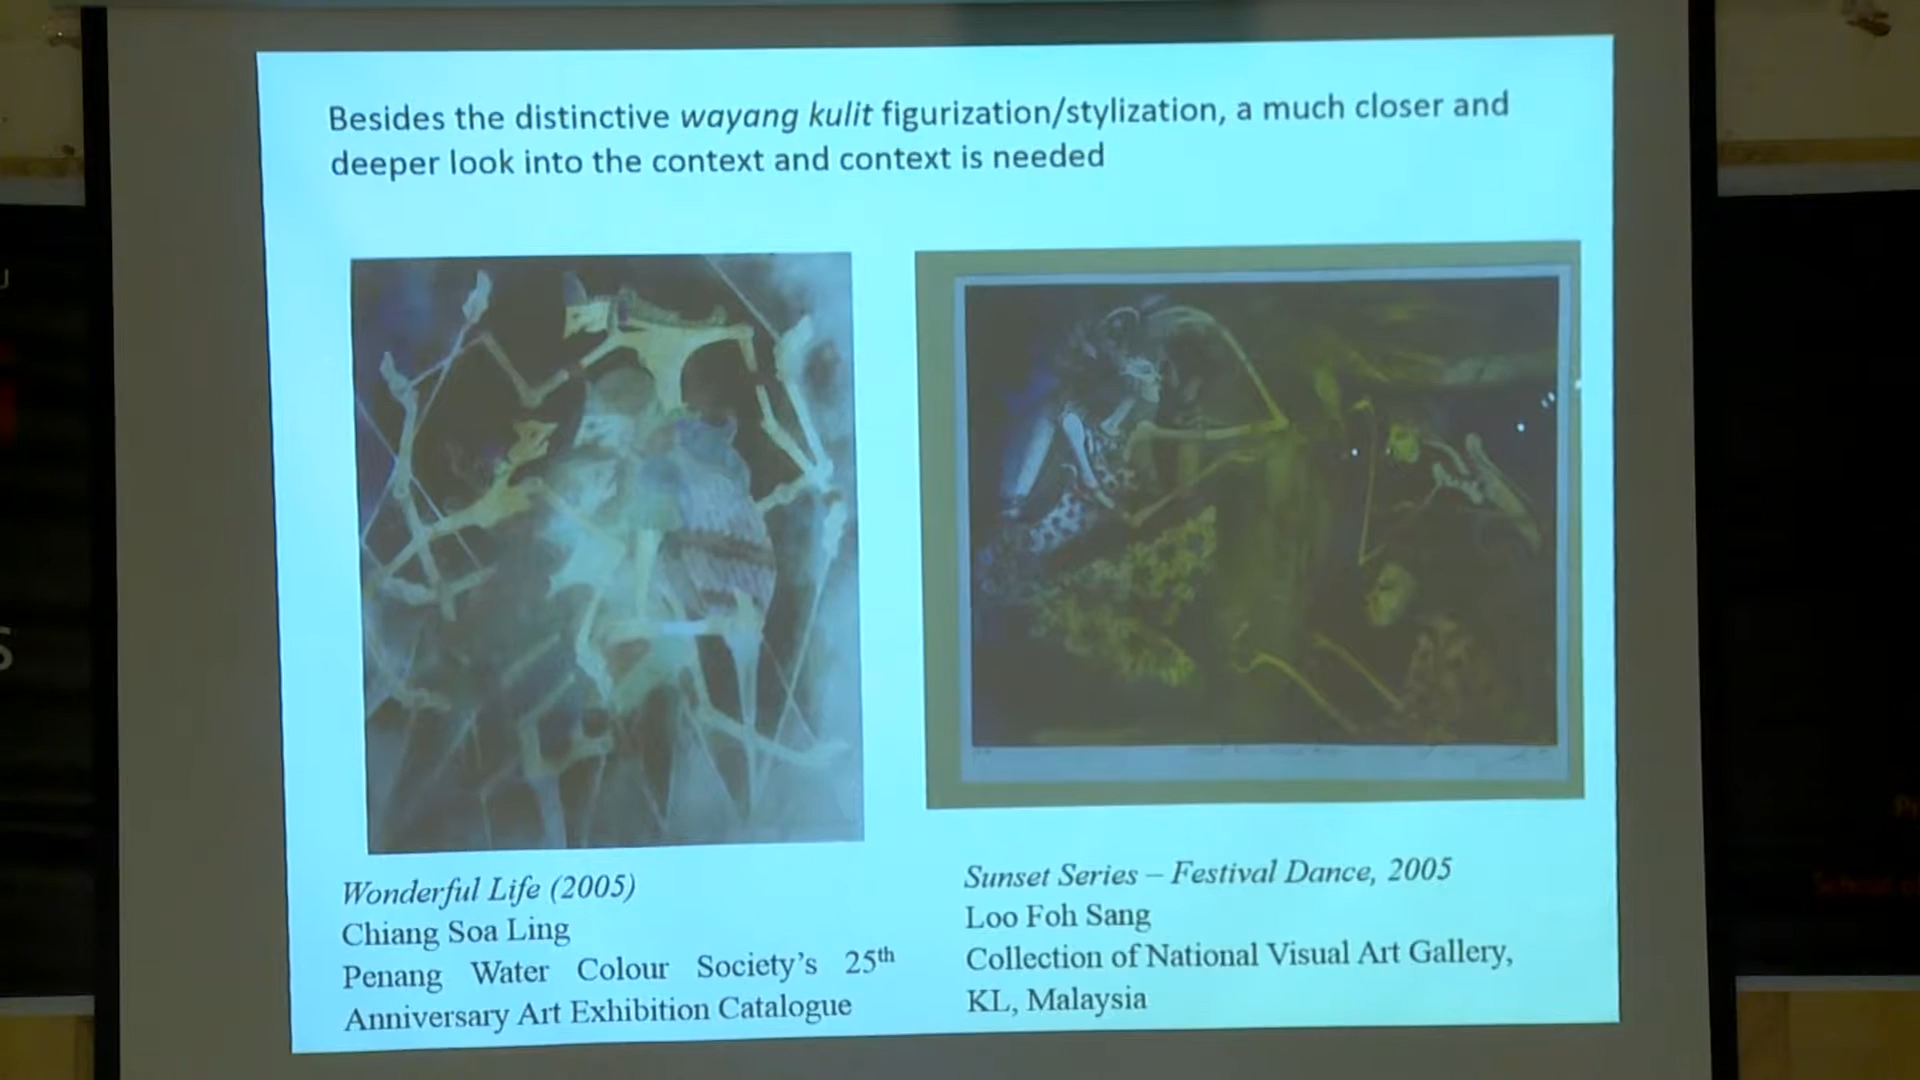 Besides the distinctive wayang kulit figurization/stylization, a much closer and
deeper look into the context and context is needed
Wonderful Life (2005)
Chiang Soa Ling
Penang Water Colour Society's 25th
Anniversary Art Exhibition Catalogue
Sunset Series – Festival Dance, 2005
Loo Foh Sang
Collection of National Visual Art Gallery,
KL, Malaysia